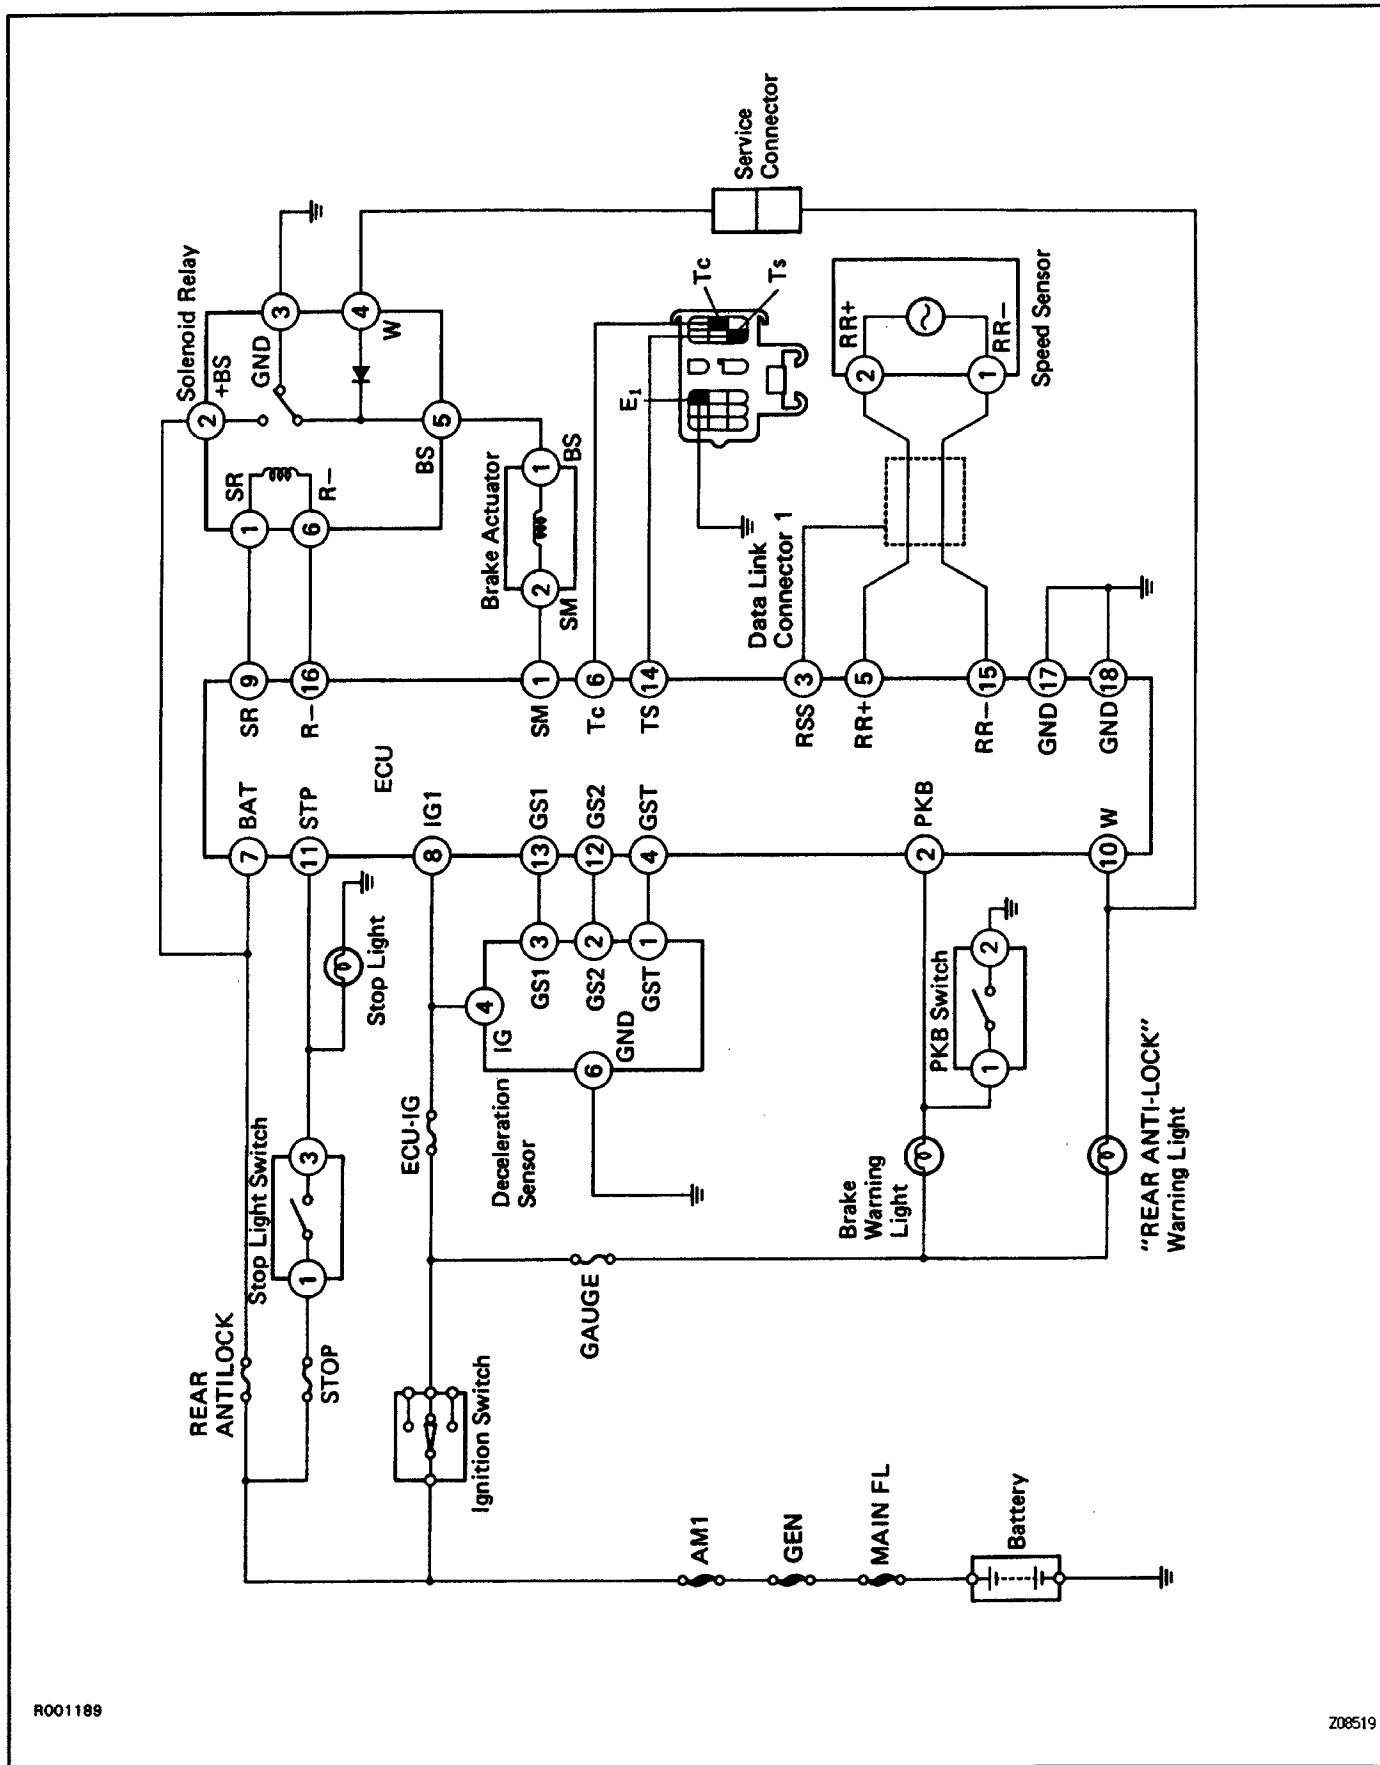 Solenoid Relay
2
+BS
GND
3
4
W
SR
1
R-
6
BS
5
Service
Connector
Brake Actuator
1
BS
2
SM
Tc
Ts
E1
Data Link
Connector 1
RR+
2
1
RR-
Speed Sensor
9
16
1
6
14
3
5
15
17
18
SR
R-
SM
Tc
TS
RSS
RR+
RR-
GND
GND
ECU
BAT
STP
IG1
GS1
GS2
GST
PKB
W
7
11
8
13
12
4
2
10
Stop Light
3
2
1
GS1
GS2
GST
4
IG
GND
6
Deceleration
Sensor
ECU-IG
PKB Switch
2
1
Stop Light Switch
3
1
Brake
Warning
Light
"REAR ANTI-LOCK"
Warning Light
REAR
ANTILOCK
STOP
GAUGE
Ignition Switch
AM1
GEN
MAIN FL
Battery
R001189
Z08519